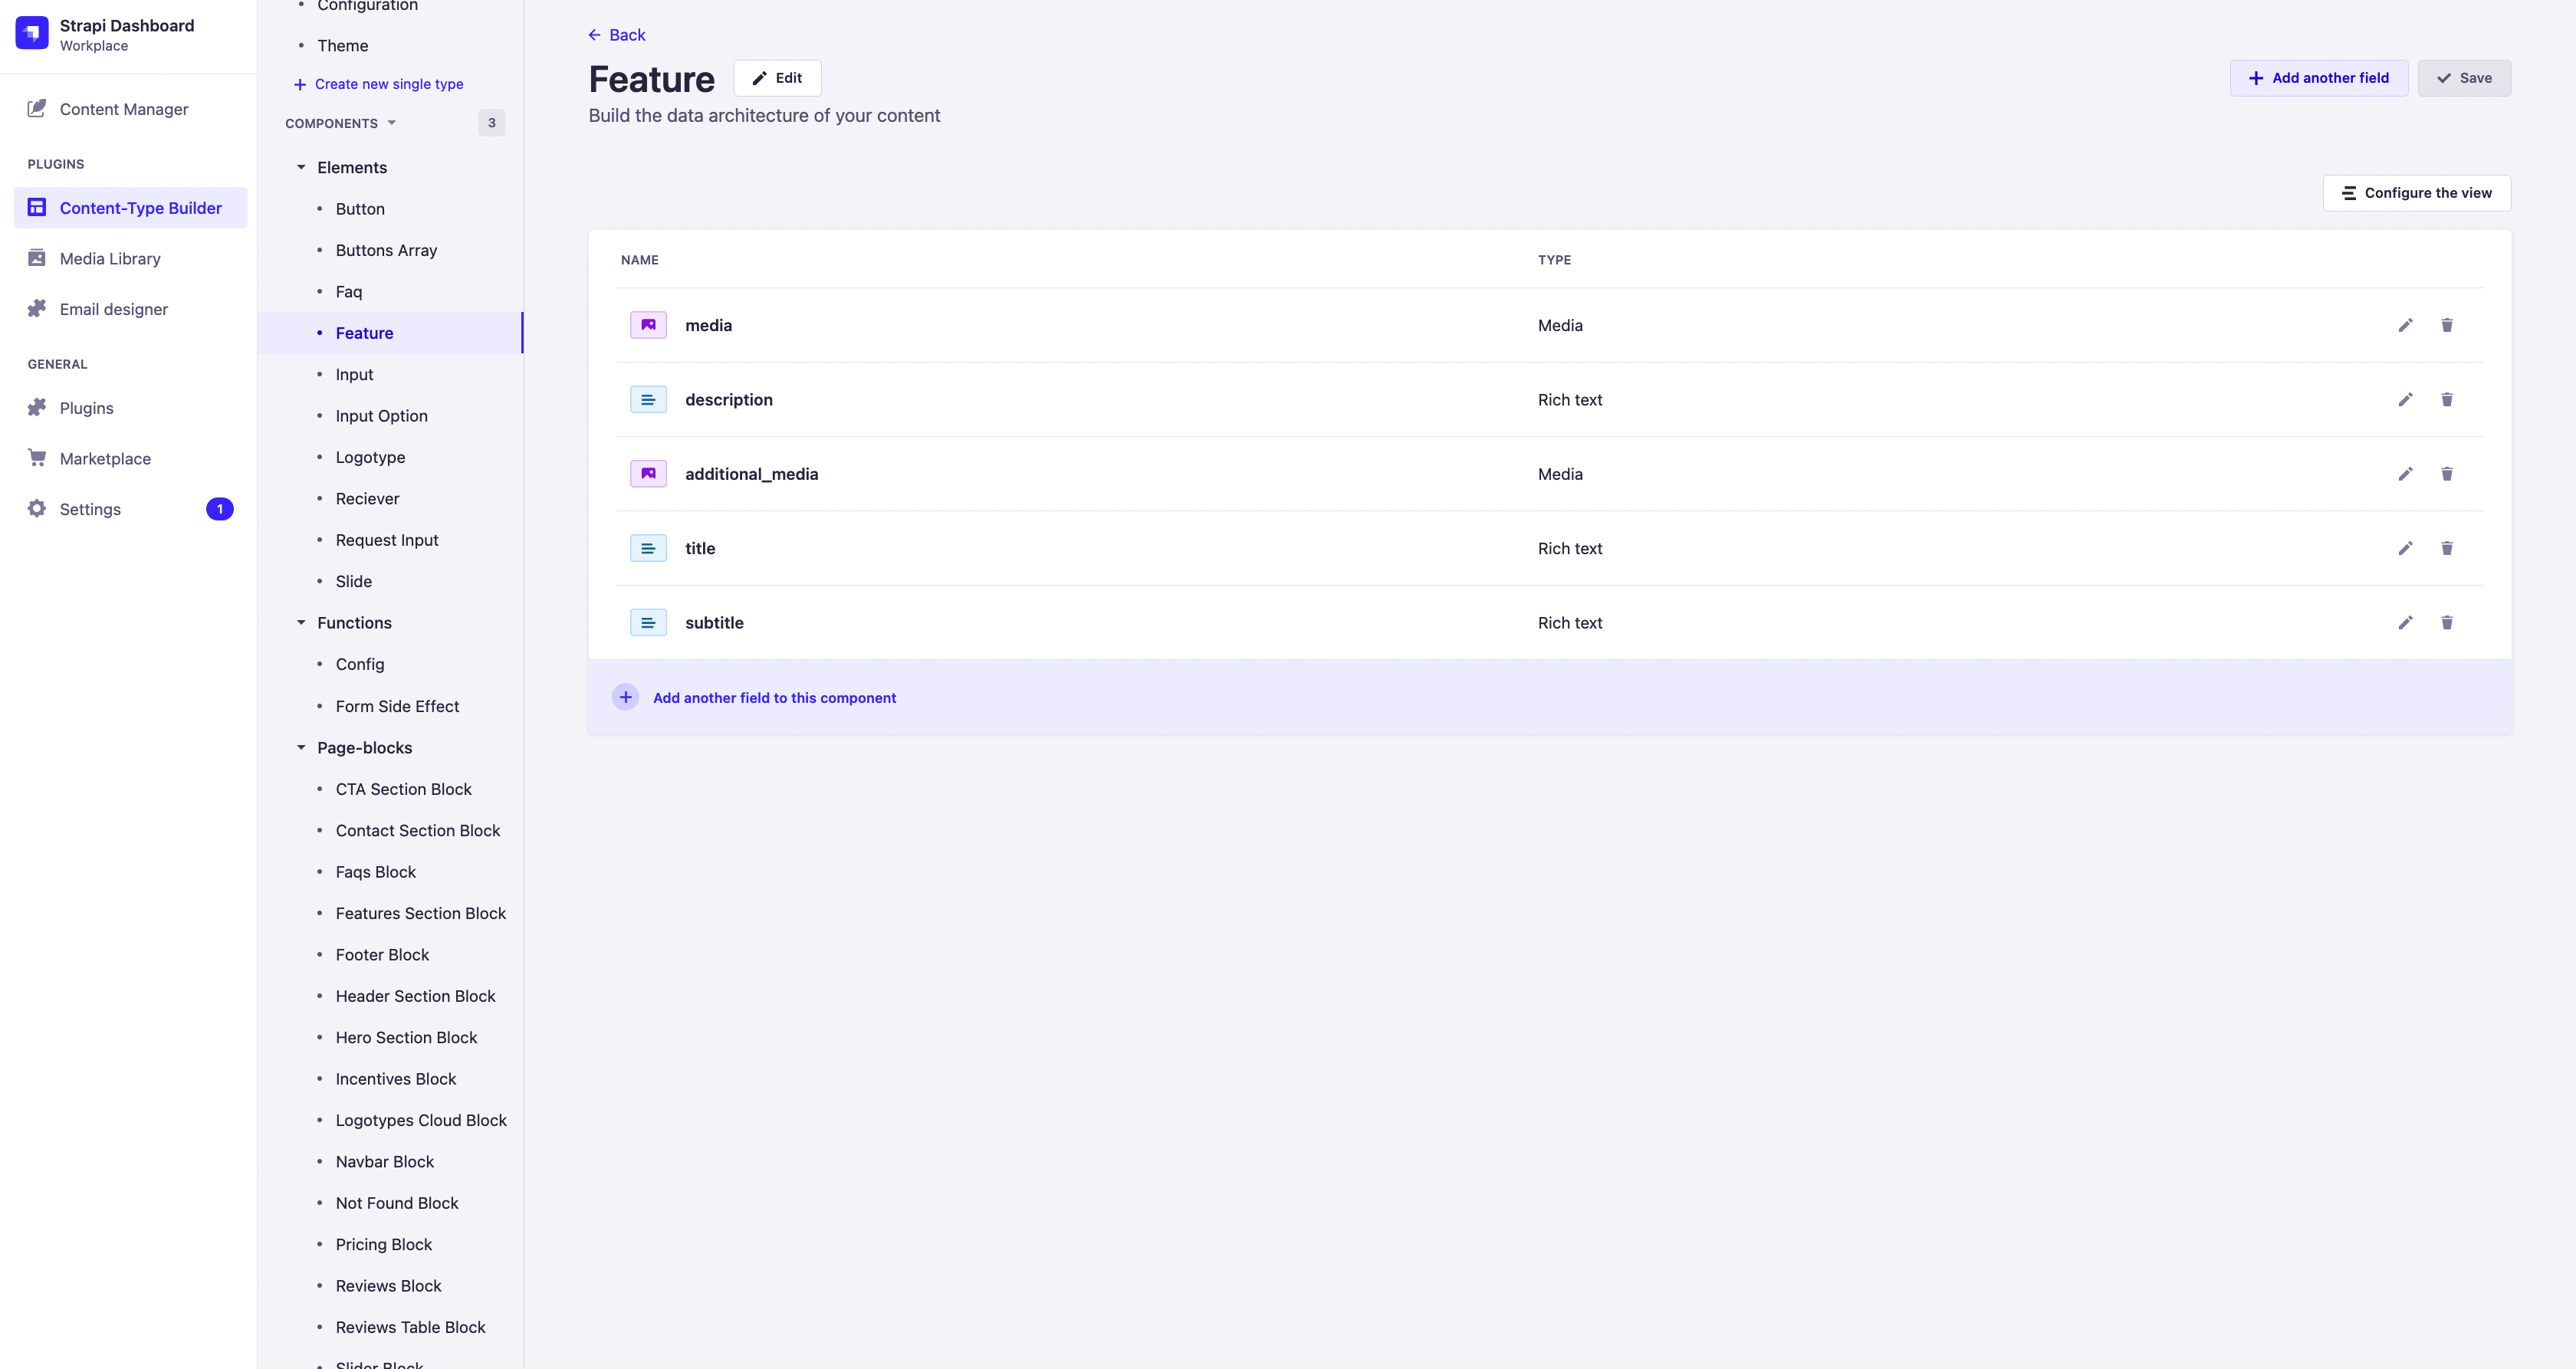 Strapi Dashboard
Workplace
Content Manager
PLUGINS
Content-Type Builder
Media Library
Email designer
GENERAL
Plugins
Marketplace
Settings
1
Configuration
Theme
Create new single type
COMPONENTS
3
Elements
Button
Buttons Array
Faq
Feature
Input
Input Option
Logotype
Reciever
Request Input
Slide
Functions
Config
Form Side Effect
Page-blocks
CTA Section Block
Contact Section Block
Faqs Block
Features Section Block
Footer Block
Header Section Block
Hero Section Block
Incentives Block
Logotypes Cloud Block
Navbar Block
Not Found Block
Pricing Block
Reviews Block
Reviews Table Block
Slider Block
Back
Feature
Edit
Add another field
Save
Build the data architecture of your content
Configure the view
NAME TYPE
media Media
description Rich text
additional_media Media
title Rich text
subtitle Rich text
Add another field to this component